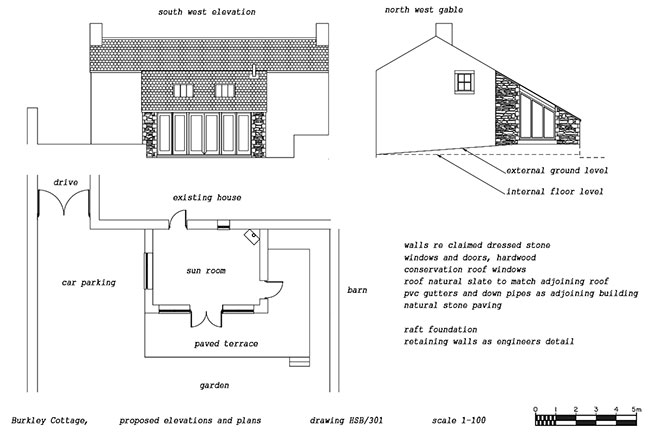 south west elevation
north west gable
external ground level
internal floor level
drive
existing house
car parking
sun room
barn
paved terrace
garden
walls re claimed dressed stone
windows and doors, hardwood
conservation roof windows
roof natural slate to match adjoining roof
pvc gutters and down pipes as adjoining building
natural stone paving
raft foundation
retaining walls as engineers detail
Burkley Cottage, proposed elevations and plans drawing HSB/301 scale 1-100
0 1 2 3 4 5m